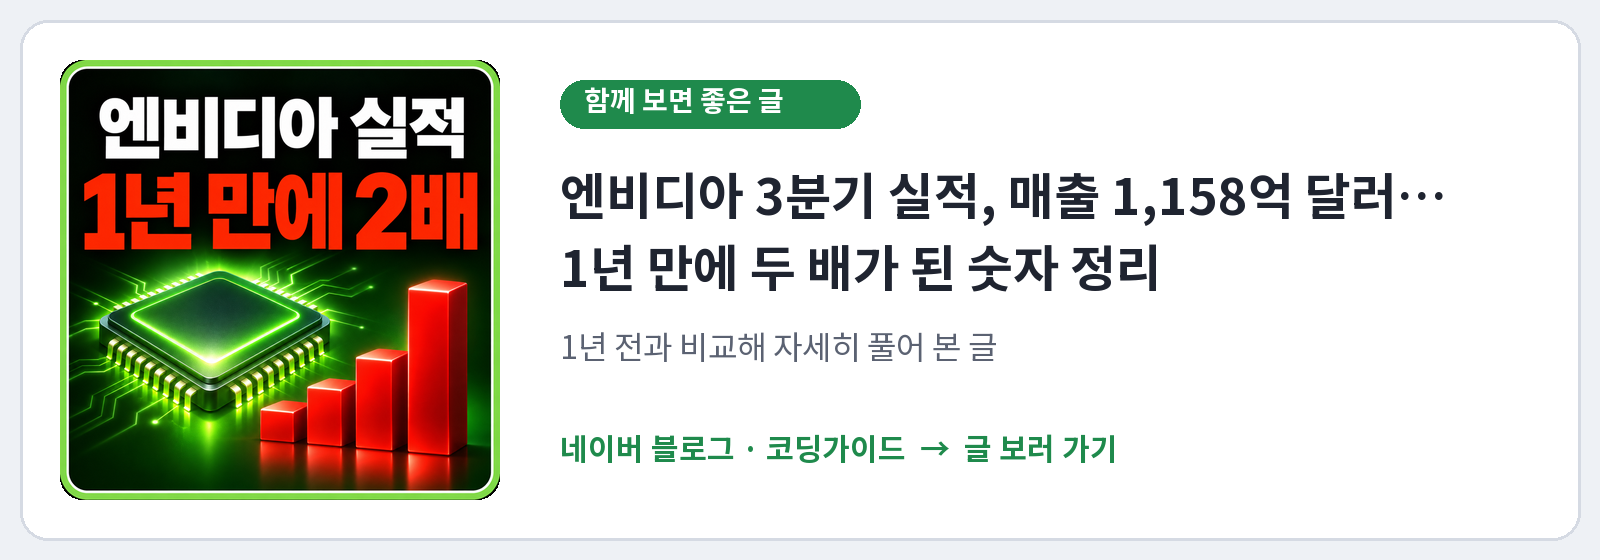 엔비디아 실적
1년 만에 2배
함께 보면 좋은 글
엔비디아 3분기 실적, 매출 1,158억 달러…
1년 만에 두 배가 된 숫자 정리
1년 전과 비교해 자세히 풀어 본 글
네이버 블로그 · 코딩가이드 → 글 보러 가기